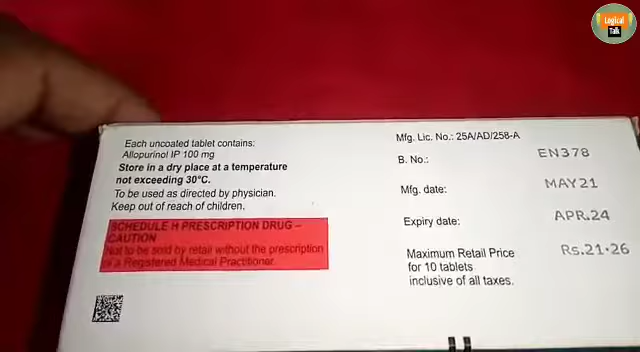 Logical
Talk
Each uncoated tablet contains:
Allopurinol IP 100 mg
Store in a dry place at a temperature
not exceeding 30°C.
To be used as directed by physician.
Keep out of reach of children.
SCHEDULE H PRESCRIPTION DRUG –
CAUTION
Not to be sold by retail without the prescription
of a Registered Medical Practitioner.
Mfg. Lic. No.: 25A/AD/258-A
B. No.: EN378
Mfg. date: MAY21
Expiry date: APR.24
Maximum Retail Price Rs.21·26
for 10 tablets
inclusive of all taxes.